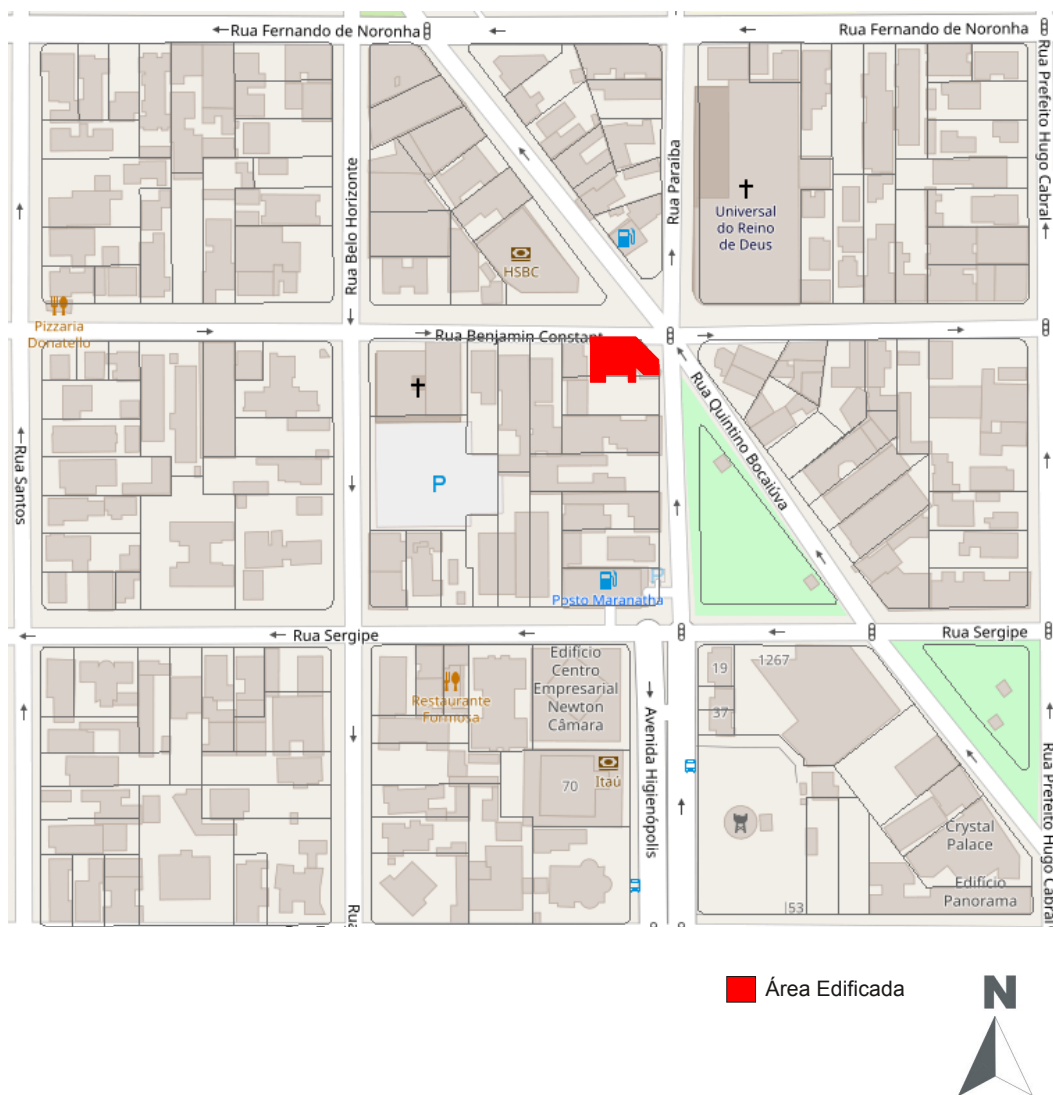 Rua Fernando de Noronha
Rua Fernando de Noronha
Rua Prefeito Hugo Cabral
Rua Belo Horizonte
Rua Paraíba
Universal
do Reino
de Deus
HSBC
Pizzaria
Donatello
Rua Benjamin Constant
Rua Quintino Bocaiúva
Rua Santos
P
P
Posto Maranatha
Rua Sergipe
Rua Sergipe
Edifício
Centro
Empresarial
Newton
Câmara
19
1267
37
Restaurante
Formosa
Avenida Higienópolis
Itaú
70
Rua Prefeito Hugo Cabral
Crystal
Palace
Edifício
Panorama
53
Rua
Área Edificada
N